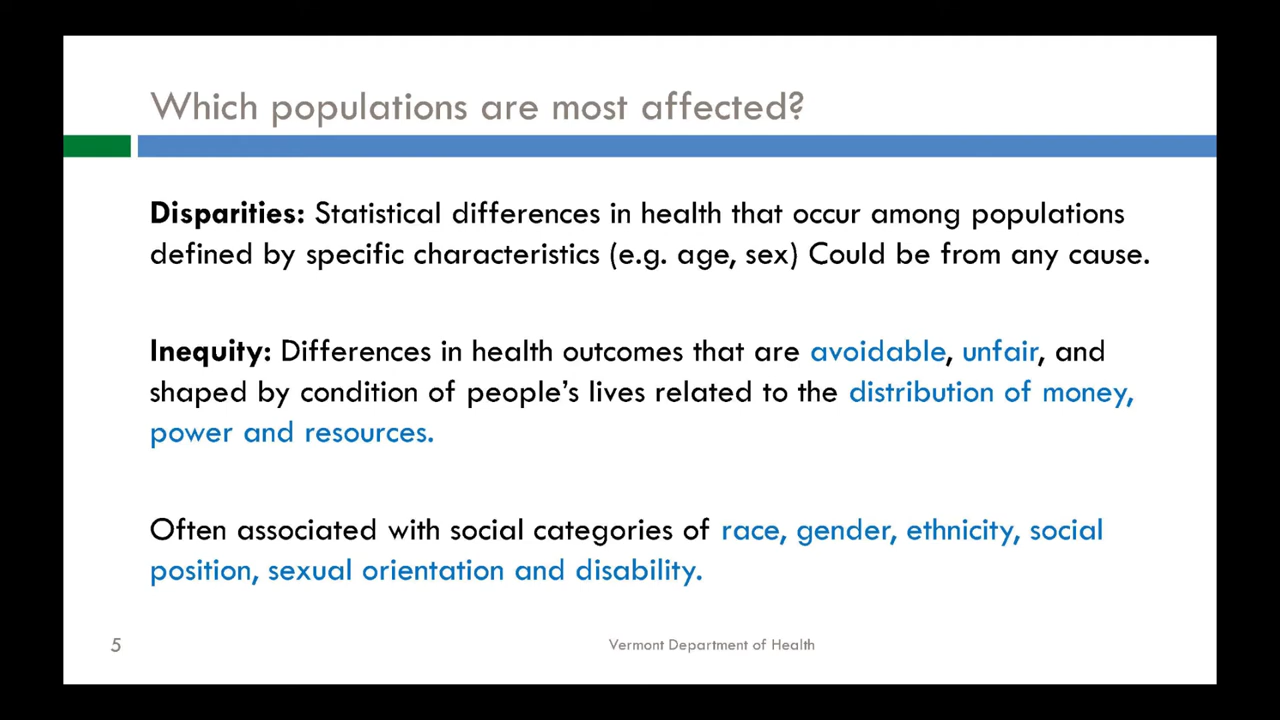 Which populations are most affected?
Disparities: Statistical differences in health that occur among populations
defined by specific characteristics (e.g. age, sex) Could be from any cause.
Inequity: Differences in health outcomes that are avoidable, unfair, and
shaped by condition of people’s lives related to the distribution of money,
power and resources.
Often associated with social categories of race, gender, ethnicity, social
position, sexual orientation and disability.
5
Vermont Department of Health